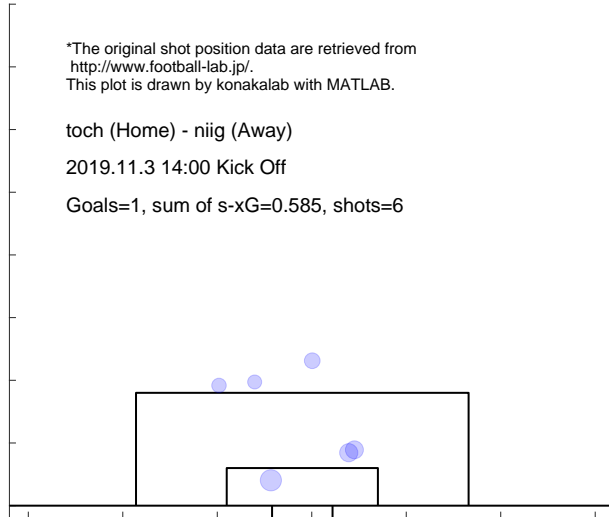 *The original shot position data are retrieved from
http://www.football-lab.jp/.
This plot is drawn by konakalab with MATLAB.
toch (Home) - niig (Away)
2019.11.3 14:00 Kick Off
Goals=1, sum of s-xG=0.585, shots=6